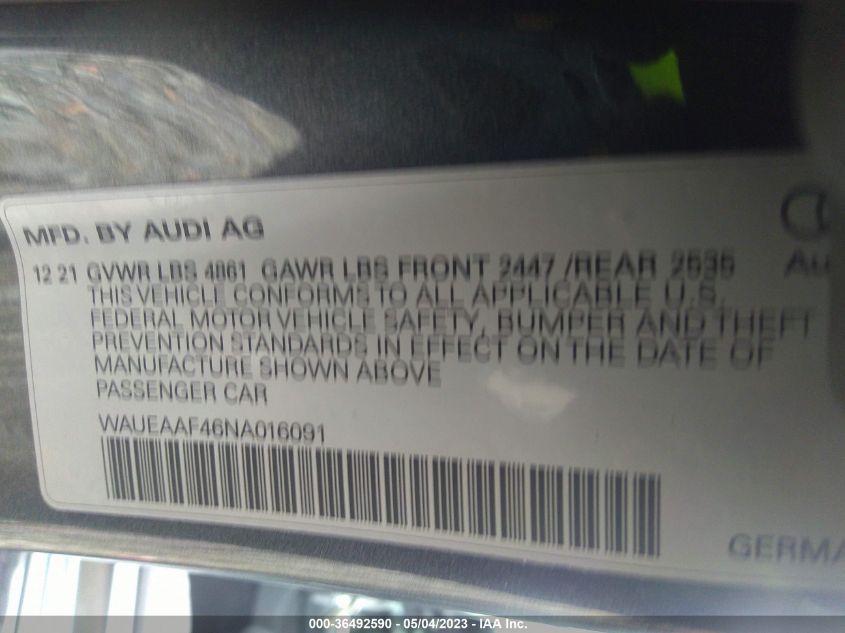 MFD. BY AUDI AG
12 21 GVWR LBS 4861 GAWR LBS FRONT 2447 /REAR 2535
THIS VEHICLE CONFORMS TO ALL APPLICABLE U.S.
FEDERAL MOTOR VEHICLE SAFETY, BUMPER AND THEFT
PREVENTION STANDARDS IN EFFECT ON THE DATE OF
MANUFACTURE SHOWN ABOVE
PASSENGER CAR
WAUEAAF46NA016091
000-36492590 - 05/04/2023 - IAA Inc.